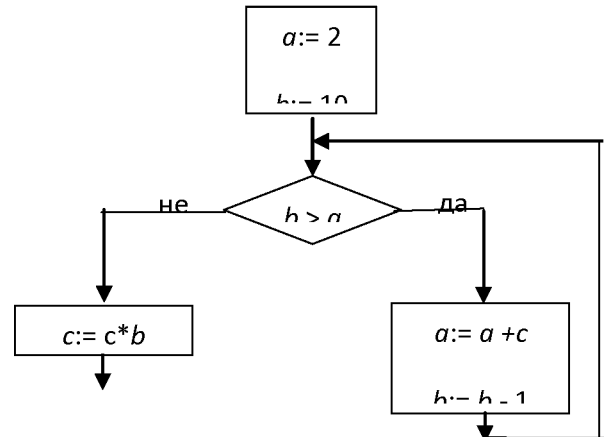 a:= 2
b:= 10
не
b > a
да
c:= c*b
a:= a +c
b:= b - 1